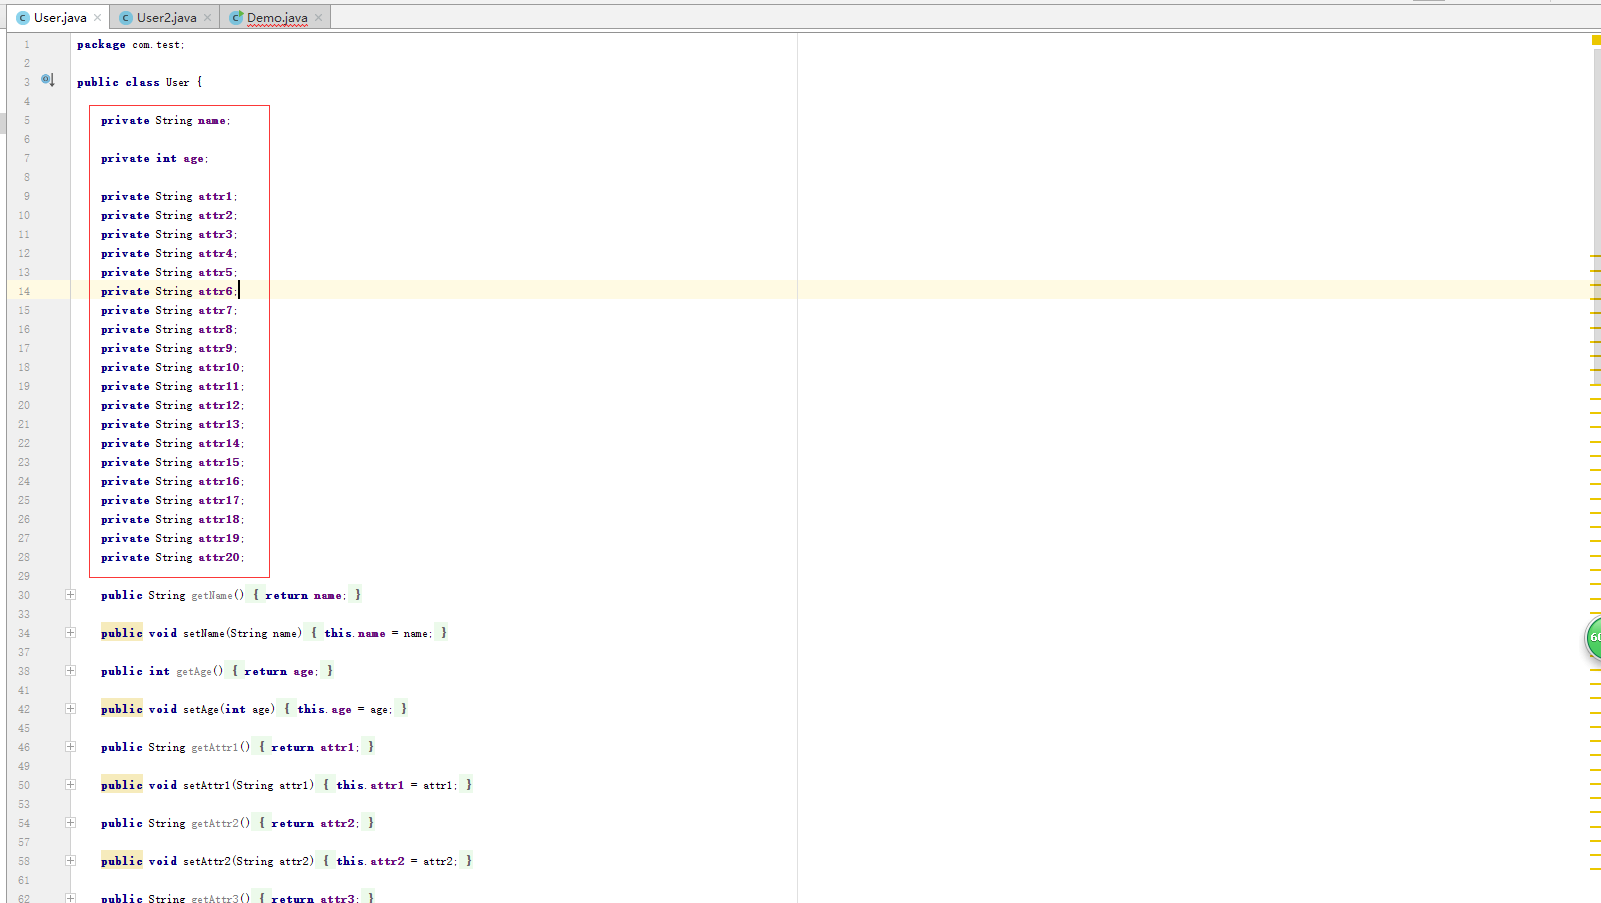 User.java
User2.java
Demo.java
1 package com.test;
2
3 public class User {
4
5 private String name;
6
7 private int age;
8
9 private String attr1;
10 private String attr2;
11 private String attr3;
12 private String attr4;
13 private String attr5;
14 private String attr6;
15 private String attr7;
16 private String attr8;
17 private String attr9;
18 private String attr10;
19 private String attr11;
20 private String attr12;
21 private String attr13;
22 private String attr14;
23 private String attr15;
24 private String attr16;
25 private String attr17;
26 private String attr18;
27 private String attr19;
28 private String attr20;
29
30 public String getName() { return name; }
33
34 public void setName(String name) { this.name = name; }
37
38 public int getAge() { return age; }
41
42 public void setAge(int age) { this.age = age; }
45
46 public String getAttr1() { return attr1; }
49
50 public void setAttr1(String attr1) { this.attr1 = attr1; }
53
54 public String getAttr2() { return attr2; }
57
58 public void setAttr2(String attr2) { this.attr2 = attr2; }
61
62 public String getAttr3() { return attr3; }